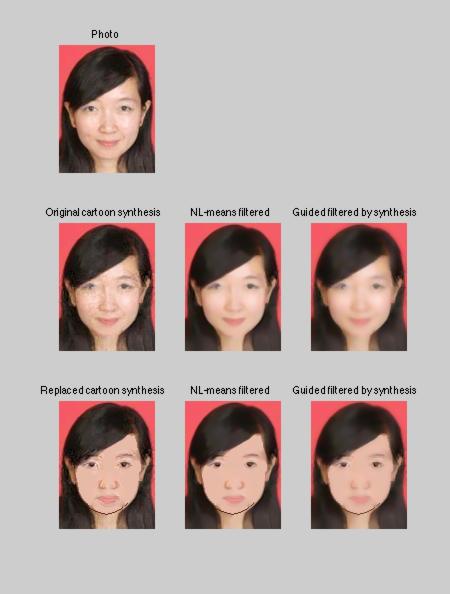 Photo
Original cartoon synthesis
NL-means filtered
Guided filtered by synthesis
Replaced cartoon synthesis
NL-means filtered
Guided filtered by synthesis